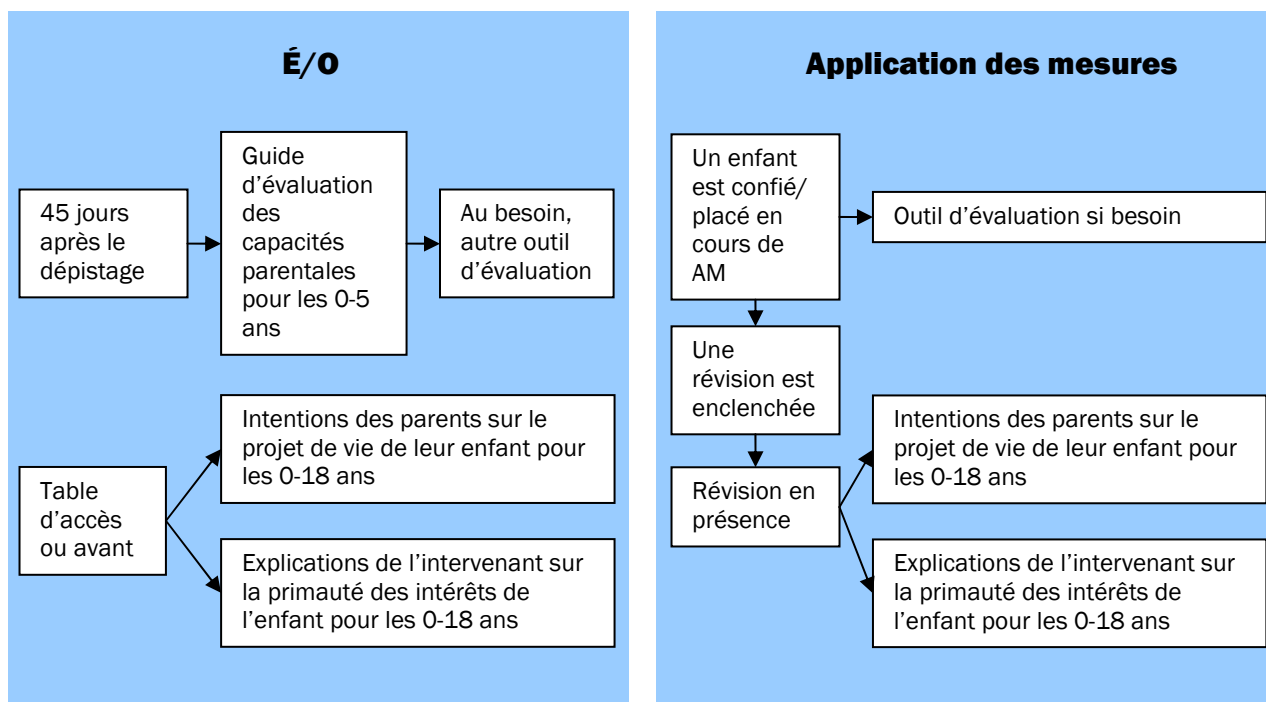 É/O
45 jours
après le
dépistage
Guide
d’évaluation
des
capacités
parentales
pour les 0-5
ans
Au besoin,
autre outil
d’évaluation
Table
d’accès
ou avant
Intentions des parents sur le
projet de vie de leur enfant pour
les 0-18 ans
Explications de l’intervenant sur
la primauté des intérêts de
l’enfant pour les 0-18 ans
Application des mesures
Un enfant
est confié/
placé en
cours de
AM
Outil d’évaluation si besoin
Une
révision est
enclenchée
Révision en
présence
Intentions des parents sur le
projet de vie de leur enfant pour
les 0-18 ans
Explications de l’intervenant sur
la primauté des intérêts de
l’enfant pour les 0-18 ans